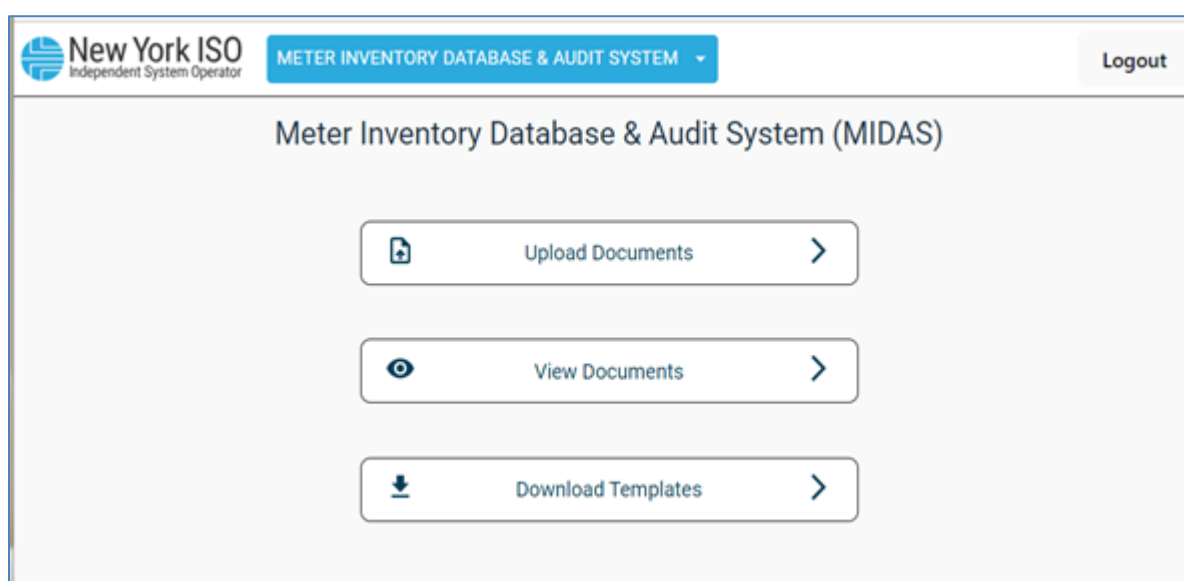 New York ISO
Independent System Operator
METER INVENTORY DATABASE & AUDIT SYSTEM
Logout
Meter Inventory Database & Audit System (MIDAS)
Upload Documents
View Documents
Download Templates